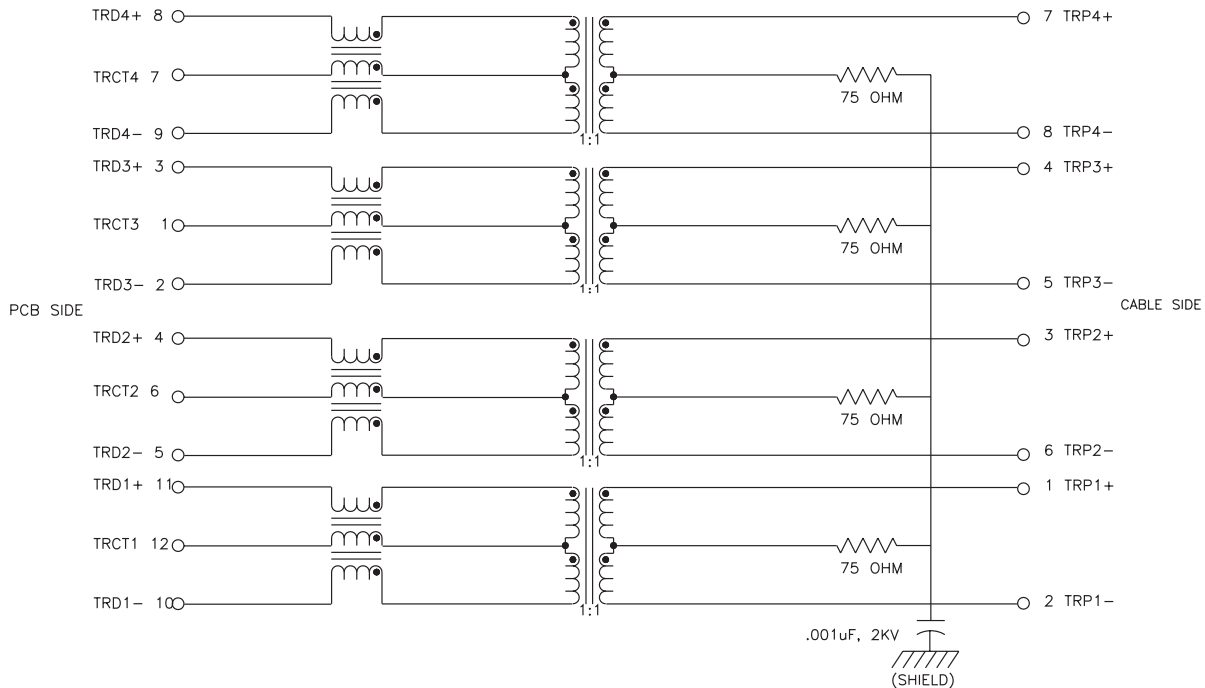 TRD4+ 8
7 TRP4+
TRCT4 7
75 OHM
TRD4- 9
1:1
8 TRP4-
TRD3+ 3
4 TRP3+
TRCT3 1
75 OHM
TRD3- 2
1:1
5 TRP3-
PCB SIDE
CABLE SIDE
TRD2+ 4
3 TRP2+
TRCT2 6
75 OHM
TRD2- 5
1:1
6 TRP2-
TRD1+ 11
1 TRP1+
TRCT1 12
75 OHM
TRD1- 10
1:1
2 TRP1-
.001uF, 2KV
(SHIELD)